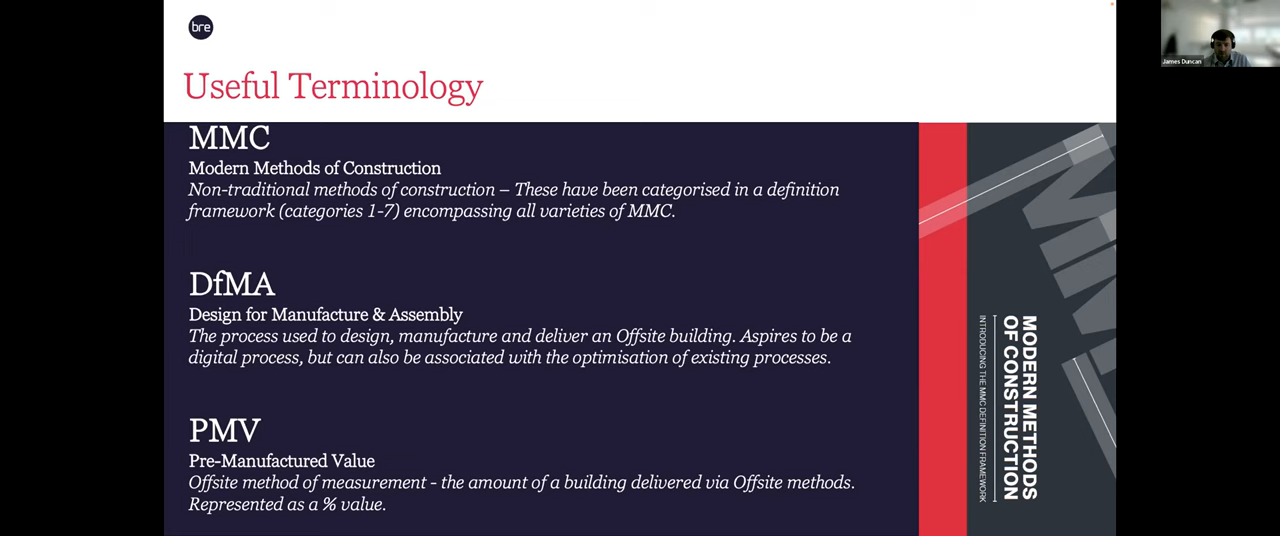 bre
Useful Terminology
MMC
Modern Methods of Construction
Non-traditional methods of construction – These have been categorised in a definition
framework (categories 1-7) encompassing all varieties of MMC.
DfMA
Design for Manufacture & Assembly
The process used to design, manufacture and deliver an Offsite building. Aspires to be a
digital process, but can also be associated with the optimisation of existing processes.
PMV
Pre-Manufactured Value
Offsite method of measurement - the amount of a building delivered via Offsite methods.
Represented as a % value.
MMC
MODERN METHODS
OF CONSTRUCTION
INTRODUCING THE MMC DEFINITION FRAMEWORK
James Duncan